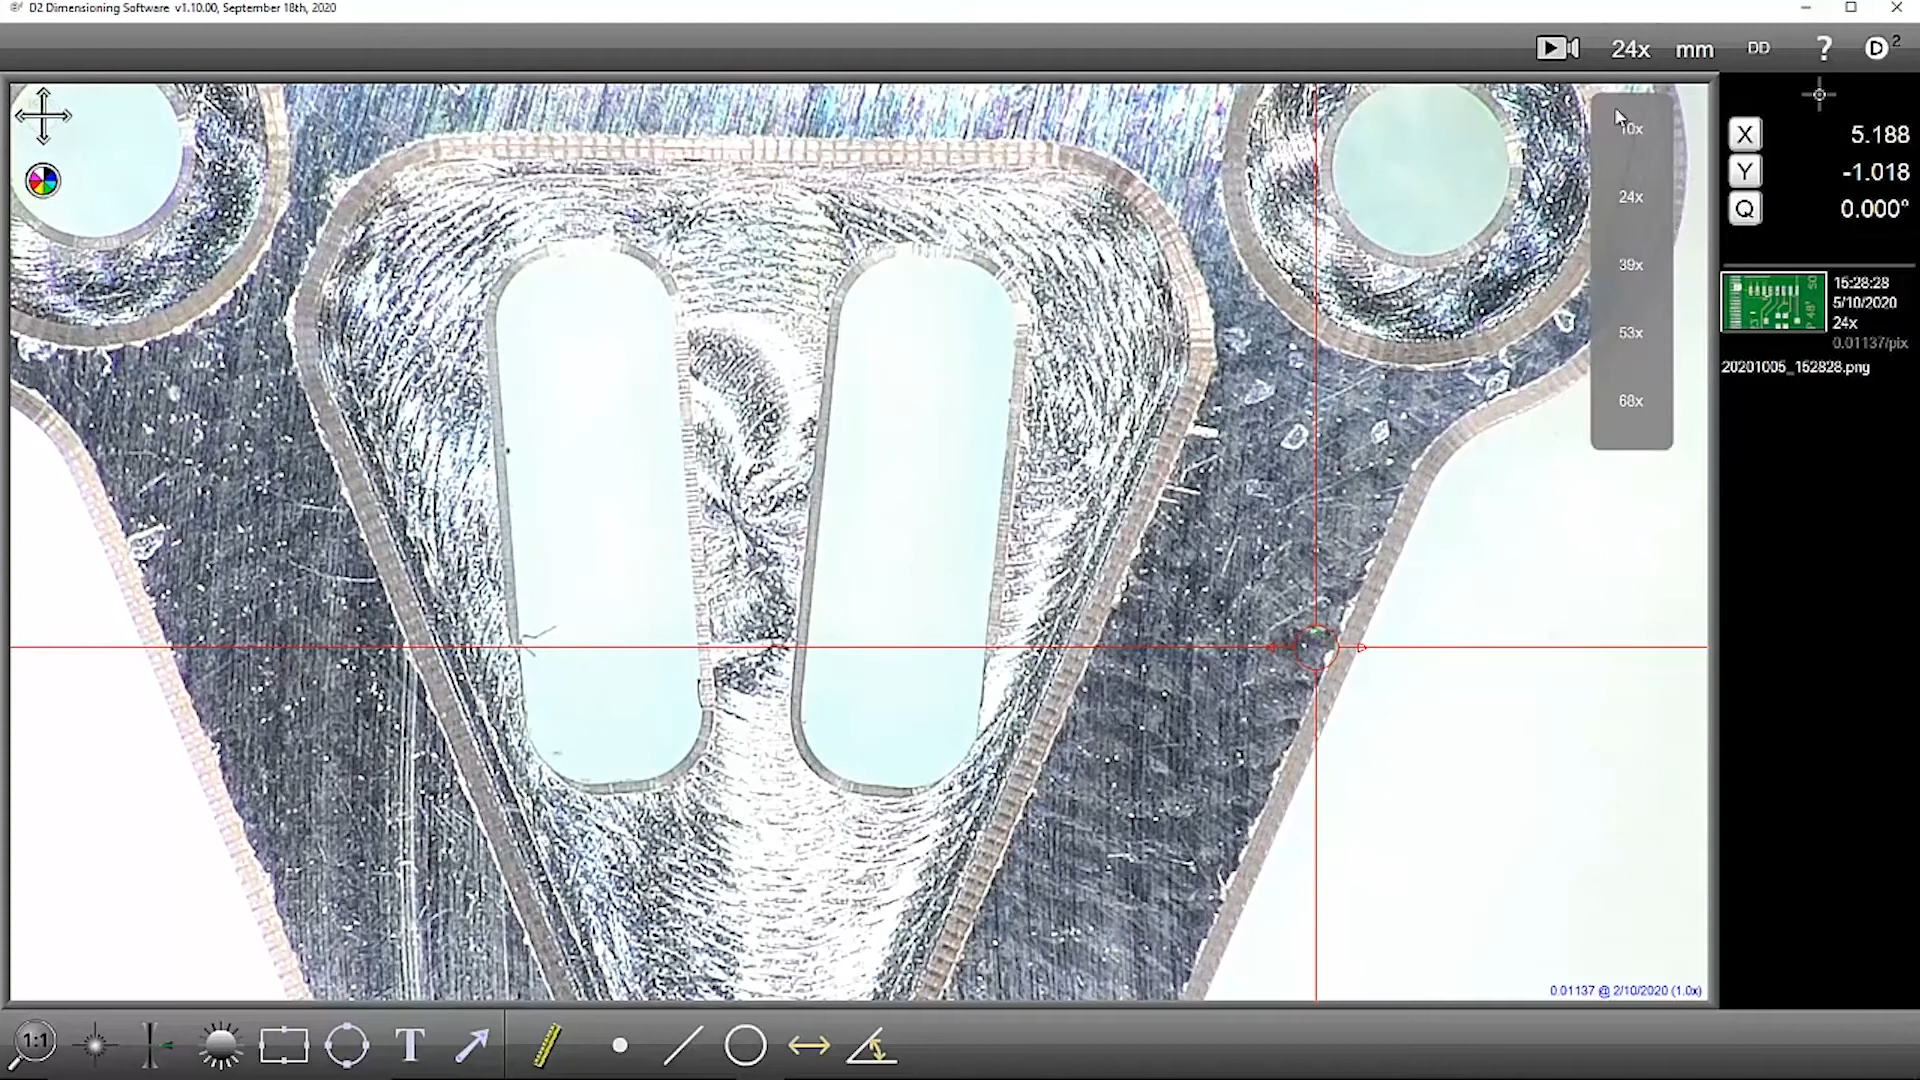 D2 Dimensioning Software v1.10.00, September 18th, 2020
24x mm DD ? D2
10x
24x
39x
53x
68x
X 5.188
Y -1.018
Q 0.000°
15:28:28
5/10/2020
24x
0.01137/pix
20201005_152828.png
0.01137 @ 2/10/2020 (1.0x)
1:1 T